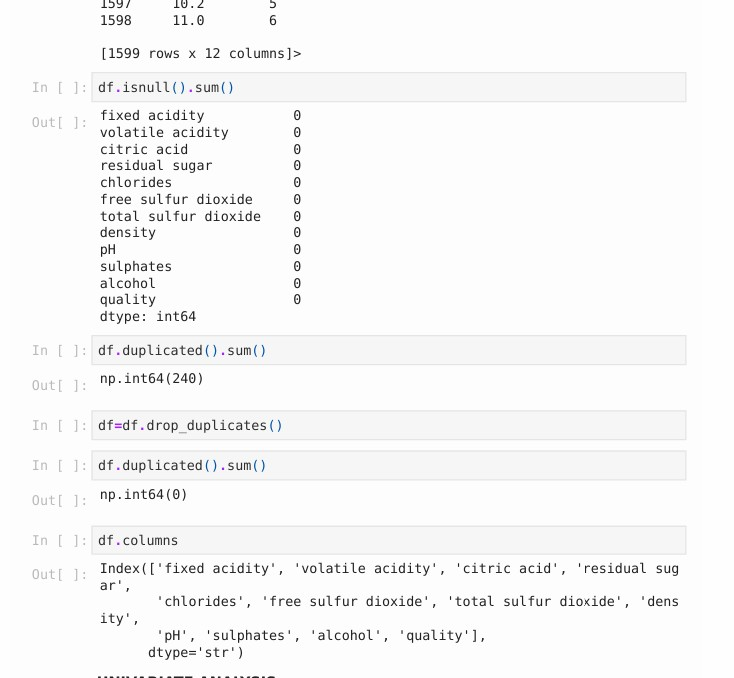 1597     10.2        5
1598     11.0        6
[1599 rows x 12 columns]>
In [ ]: df.isnull().sum()
Out[ ]: fixed acidity           0
volatile acidity        0
citric acid             0
residual sugar          0
chlorides               0
free sulfur dioxide     0
total sulfur dioxide    0
density                 0
pH                      0
sulphates               0
alcohol                 0
quality                 0
dtype: int64
In [ ]: df.duplicated().sum()
Out[ ]: np.int64(240)
In [ ]: df=df.drop_duplicates()
In [ ]: df.duplicated().sum()
Out[ ]: np.int64(0)
In [ ]: df.columns
Out[ ]: Index(['fixed acidity', 'volatile acidity', 'citric acid', 'residual sug
ar',
'chlorides', 'free sulfur dioxide', 'total sulfur dioxide', 'dens
ity',
'pH', 'sulphates', 'alcohol', 'quality'],
dtype='str')
UNIVARIATE ANALYSIS